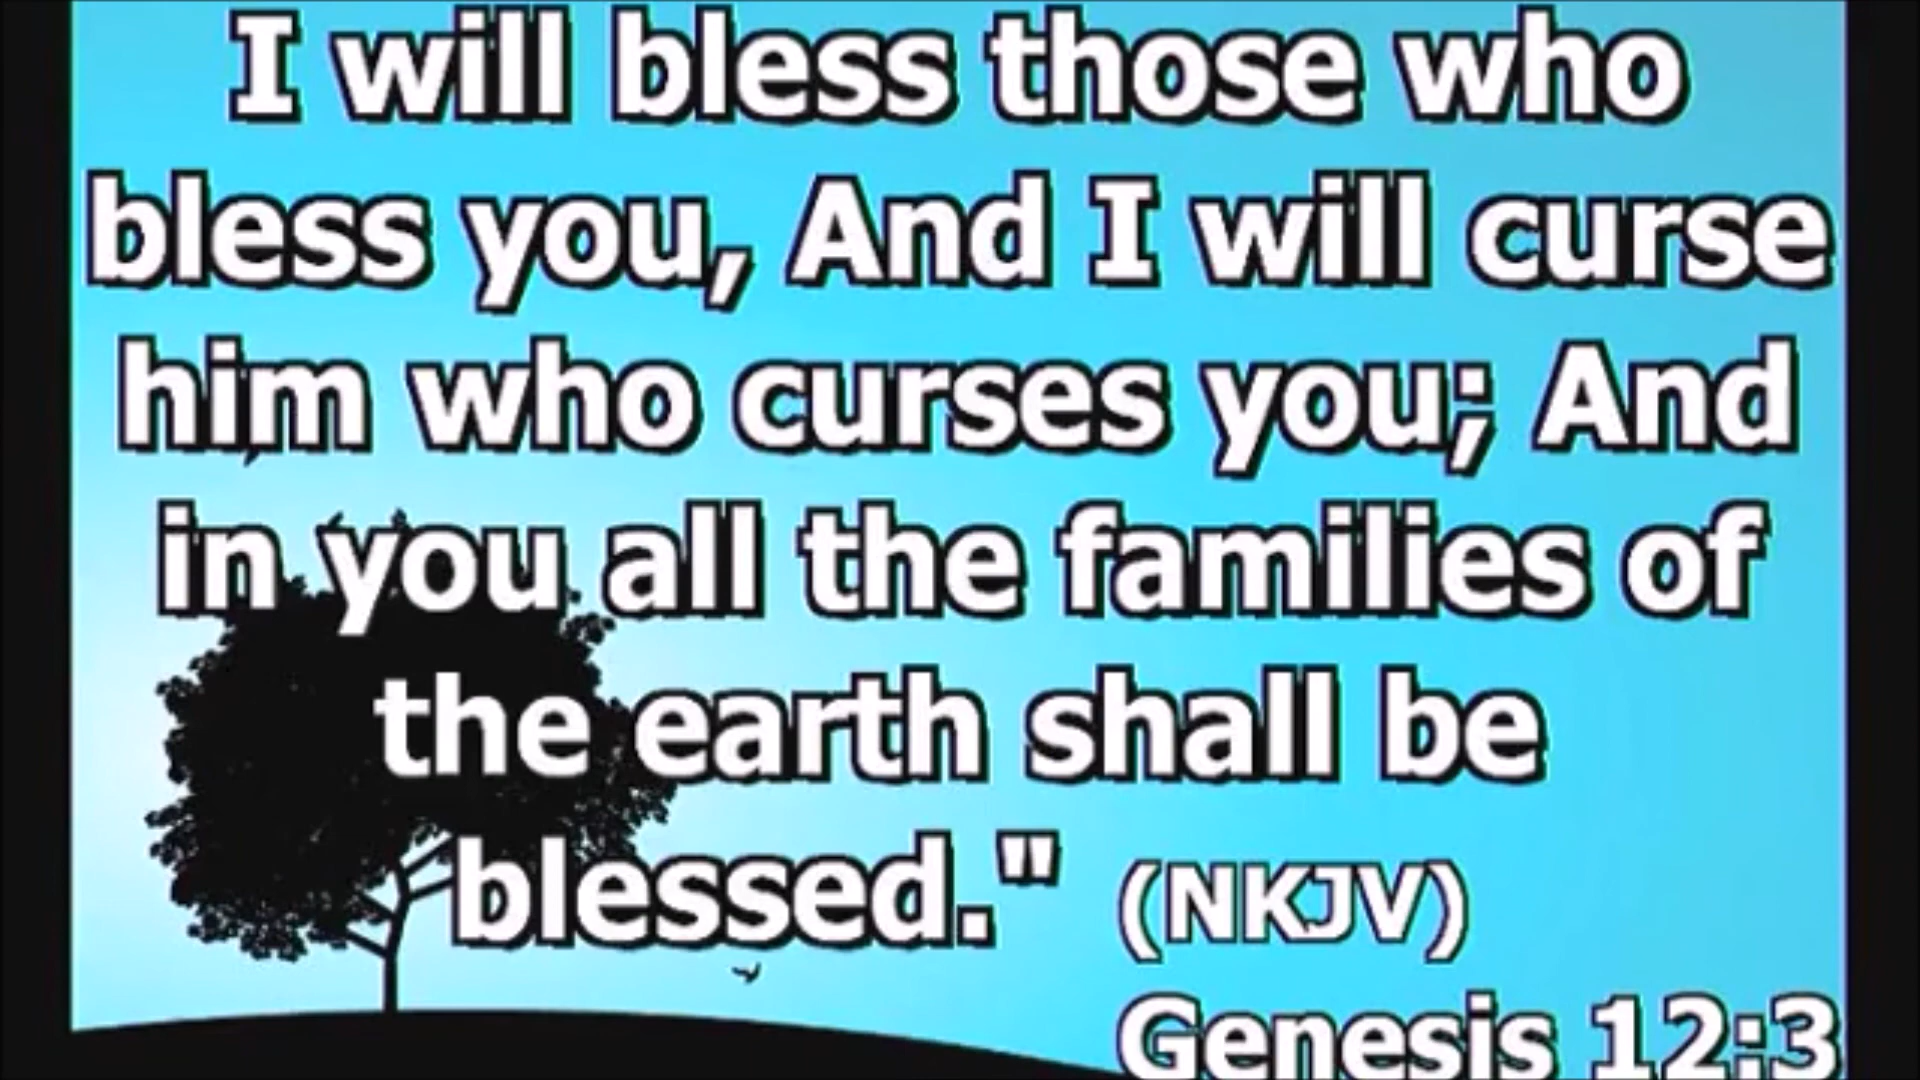 I will bless those who
bless you, And I will curse
him who curses you; And
in you all the families of
the earth shall be
blessed." (NKJV)
Genesis 12:3